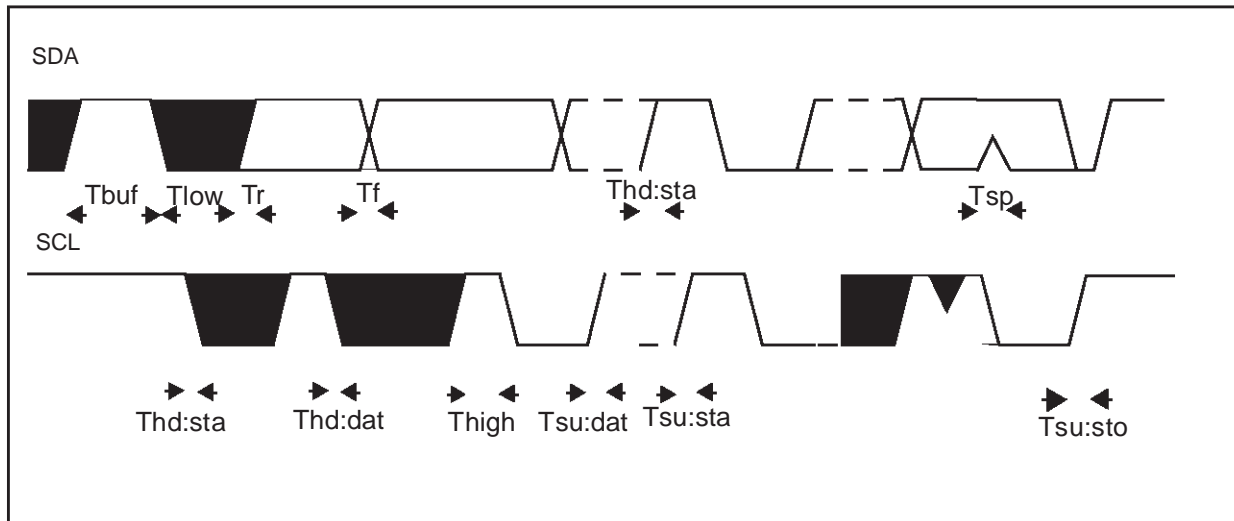 SDA
Tbuf Tlow Tr Tf Thd:sta Tsp
SCL
Thd:sta Thd:dat Thigh Tsu:dat Tsu:sta Tsu:sto